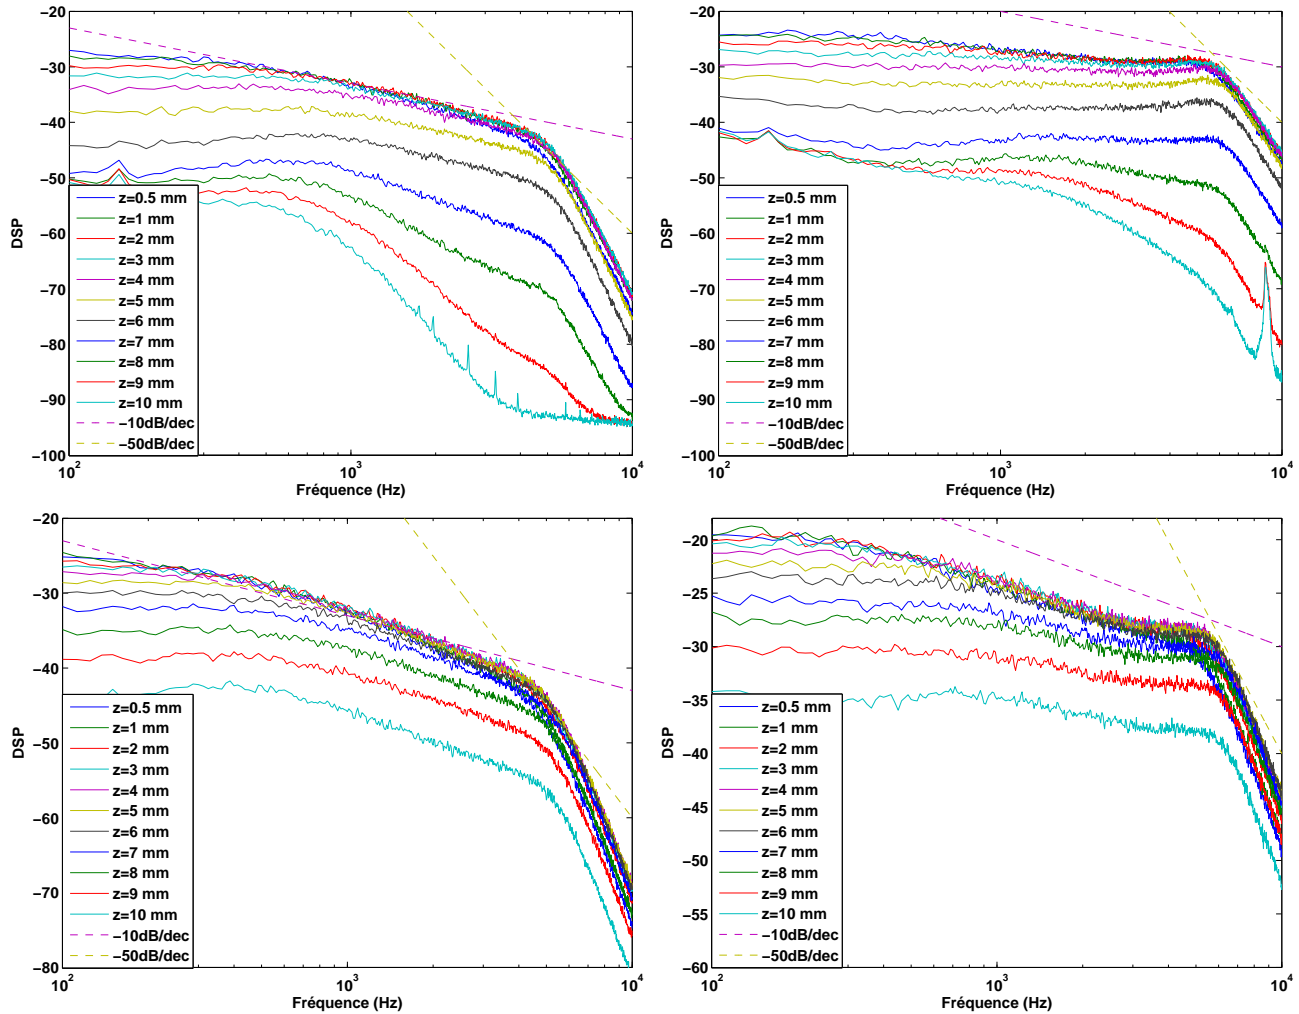 −20
−30
−40
−50
−60
−70
−80
−90
−100
DSP
z=0.5 mm
z=1 mm
z=2 mm
z=3 mm
z=4 mm
z=5 mm
z=6 mm
z=7 mm
z=8 mm
z=9 mm
z=10 mm
−10dB/dec
−50dB/dec
10² 10³ 10⁴
Fréquence (Hz)
−20
−30
−40
−50
−60
−70
−80
−90
−100
DSP
z=0.5 mm
z=1 mm
z=2 mm
z=3 mm
z=4 mm
z=5 mm
z=6 mm
z=7 mm
z=8 mm
z=9 mm
z=10 mm
−10dB/dec
−50dB/dec
10² 10³ 10⁴
Fréquence (Hz)
−20
−30
−40
−50
−60
−70
−80
DSP
z=0.5 mm
z=1 mm
z=2 mm
z=3 mm
z=4 mm
z=5 mm
z=6 mm
z=7 mm
z=8 mm
z=9 mm
z=10 mm
−10dB/dec
−50dB/dec
10² 10³ 10⁴
Fréquence (Hz)
−20
−25
−30
−35
−40
−45
−50
−55
−60
DSP
z=0.5 mm
z=1 mm
z=2 mm
z=3 mm
z=4 mm
z=5 mm
z=6 mm
z=7 mm
z=8 mm
z=9 mm
z=10 mm
−10dB/dec
−50dB/dec
10² 10³ 10⁴
Fréquence (Hz)